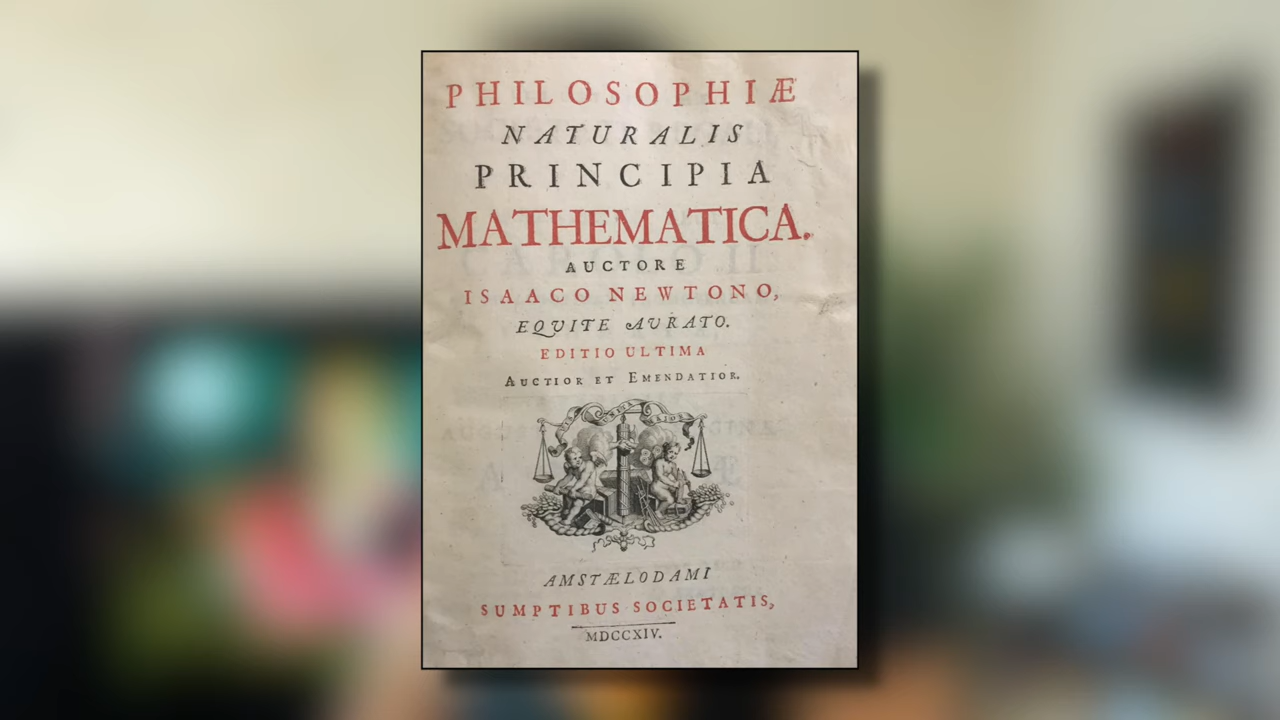 PHILOSOPHIÆ
NATURALIS
PRINCIPIA
MATHEMATICA.
AUCTORE
ISAACO NEWTONO,
EQUITE AURATO.
EDITIO ULTIMA
AUCTIOR ET EMENDATIOR.
AMSTÆLODAMI
SUMPTIBUS SOCIETATIS,
MDCCXIV.